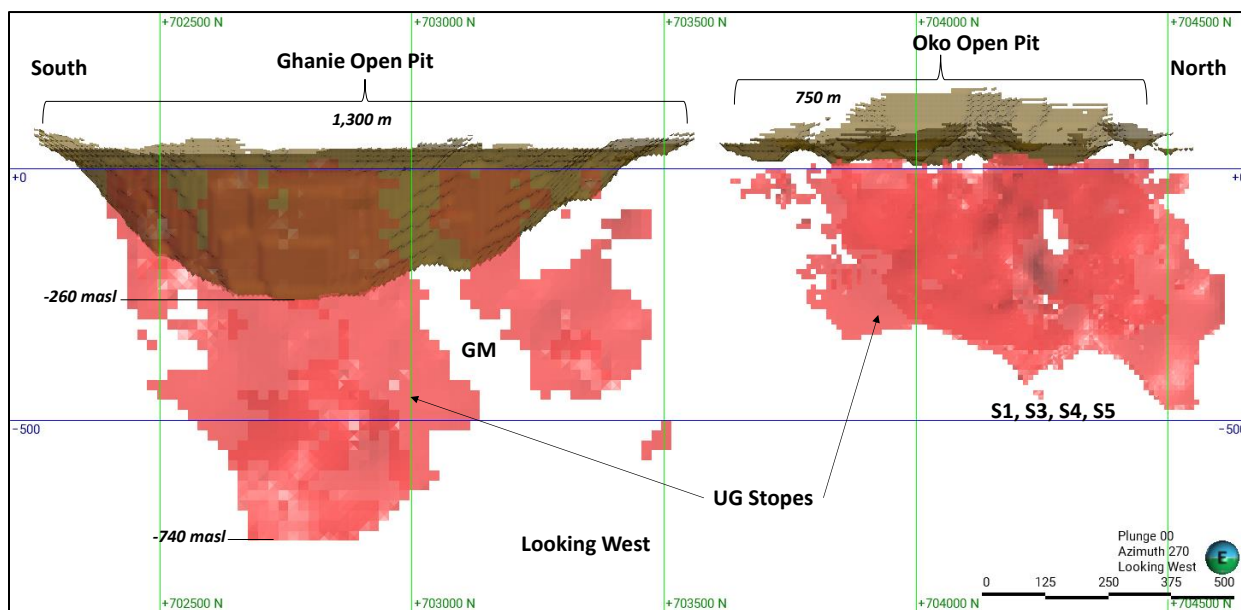 +702500 N
+703000 N
+703500 N
+704000 N
+704500 N
South
Ghanie Open Pit
Oko Open Pit
North
1,300 m
750 m
+0
-260 masl
GM
-500
S1, S3, S4, S5
UG Stopes
-740 masl
Looking West
Plunge 00
Azimuth 270
Looking West
E
0 125 250 375 500
+702500 N
+703000 N
+703500 N
+704000 N
+704500 N